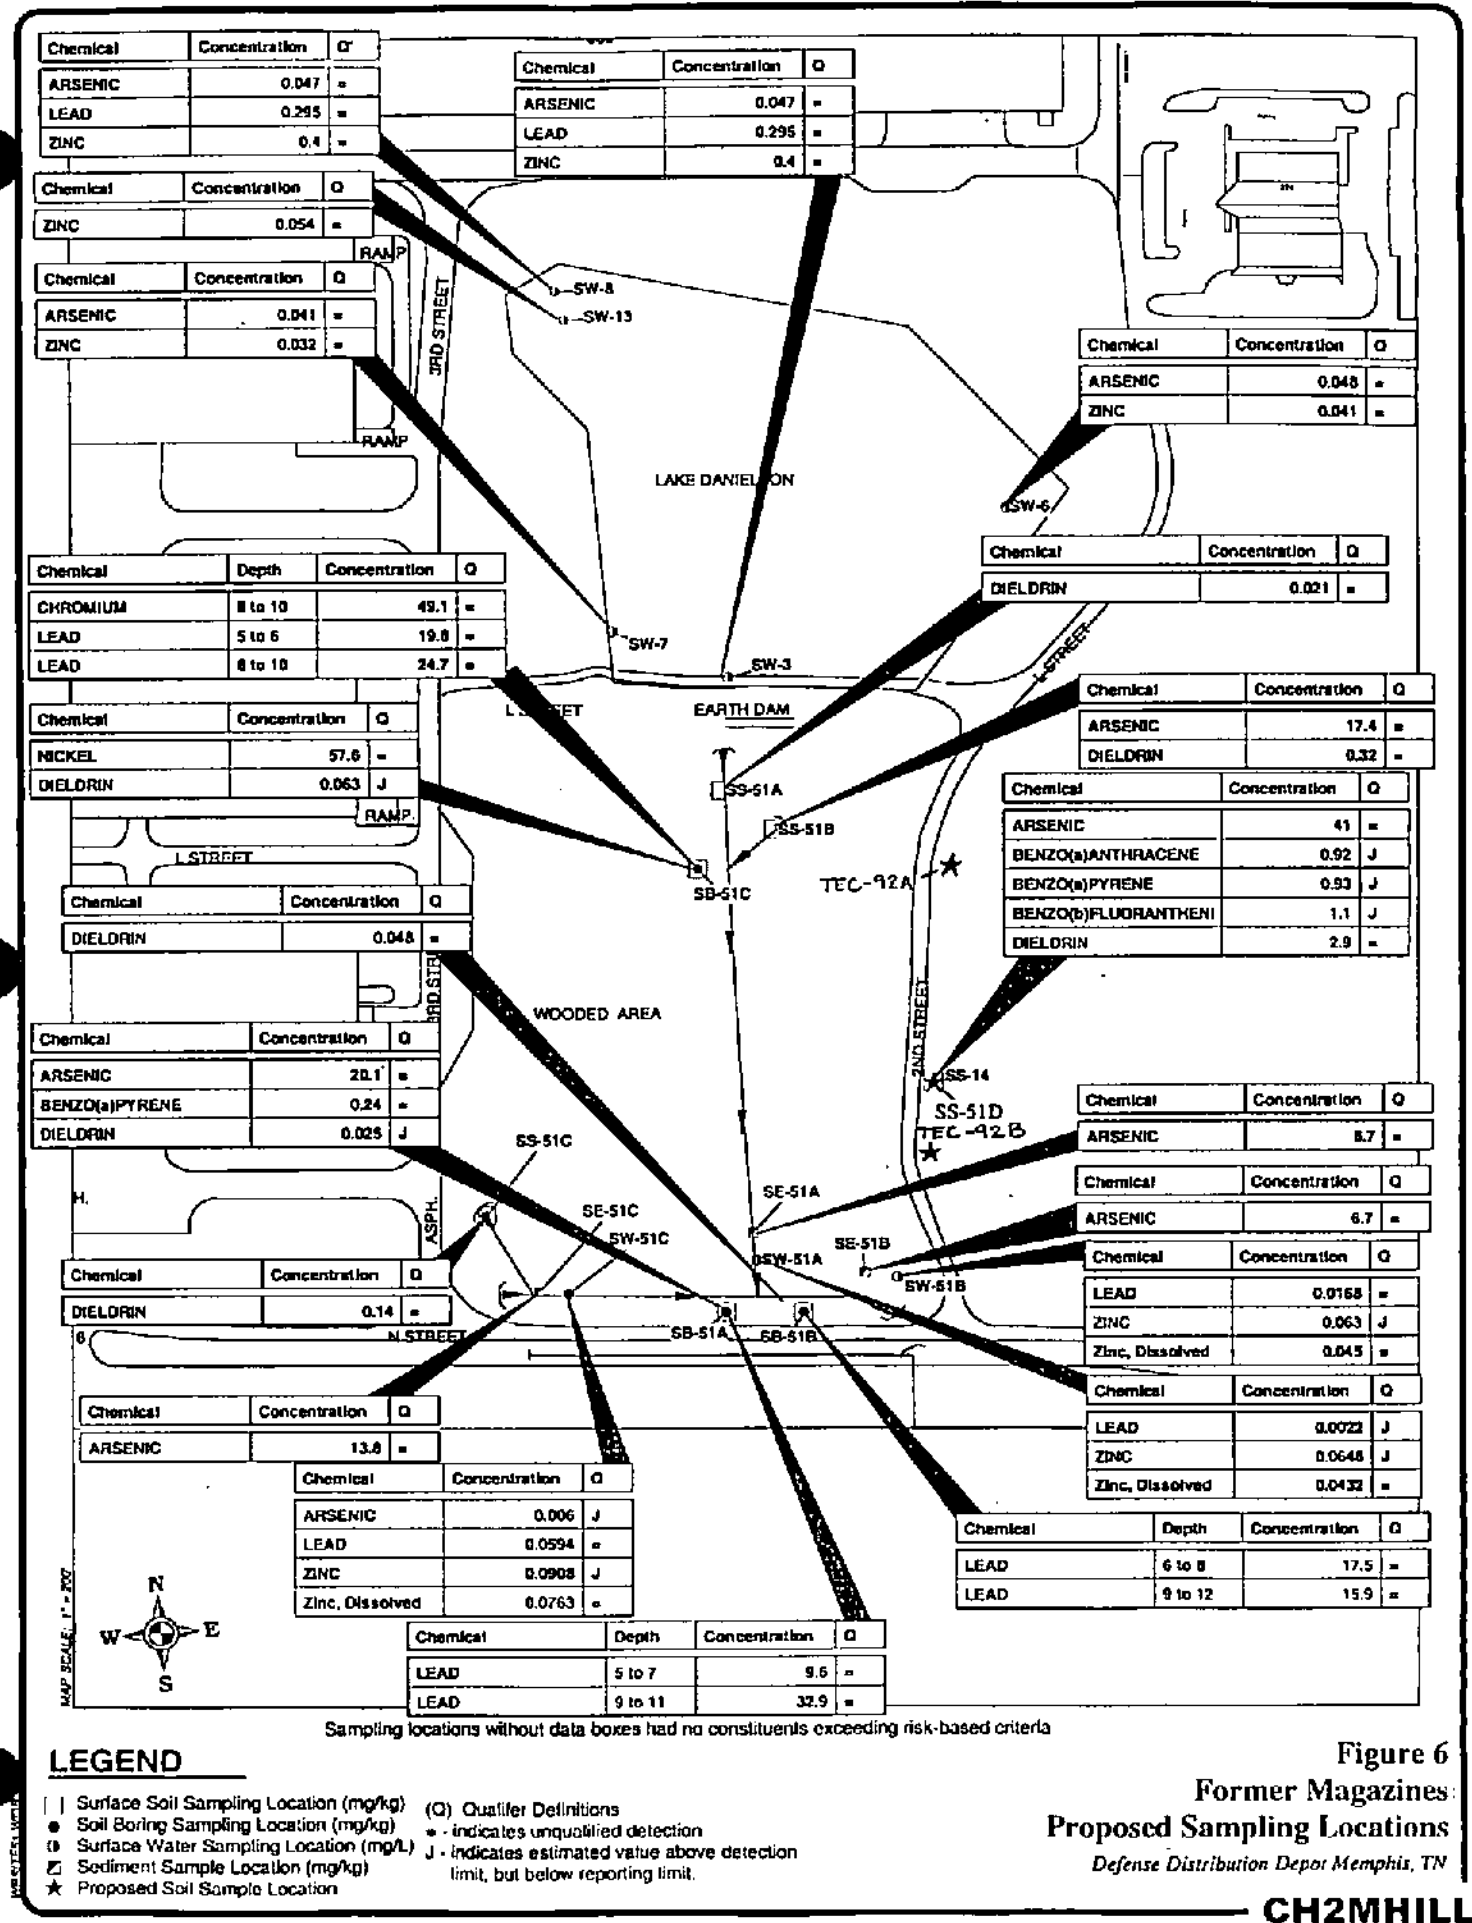 Chemical Concentration Q
ARSENIC 0.047 =
LEAD 0.295 =
ZINC 0.4 =
Chemical Concentration Q
ARSENIC 0.047 =
LEAD 0.295 =
ZINC 0.4 =
Chemical Concentration Q
ZINC 0.054 =
RAMP
Chemical Concentration Q
ARSENIC 0.041 =
ZINC 0.032 =
3RD STREET
SW-8
SW-13
Chemical Concentration Q
ARSENIC 0.048 =
ZINC 0.041 =
RAMP
LAKE DANIELSON
SW-6
Chemical Concentration Q
DIELDRIN 0.021 =
Chemical Depth Concentration Q
CHROMIUM 8 to 10 49.1 =
LEAD 5 to 6 19.8 =
LEAD 8 to 10 24.7 =
SW-7
SW-3
L STREET
L STREET
EARTH DAM
Chemical Concentration Q
ARSENIC 17.4 =
DIELDRIN 0.32 =
Chemical Concentration Q
NICKEL 57.6 =
DIELDRIN 0.063 J
RAMP
L STREET
SS-51A
SS-51B
SB-51C
TEC-92A
Chemical Concentration Q
ARSENIC 41 =
BENZO(a)ANTHRACENE 0.92 J
BENZO(a)PYRENE 0.93 J
BENZO(b)FLUORANTHENI 1.1 J
DIELDRIN 2.9 =
Chemical Concentration Q
DIELDRIN 0.048 =
3RD STR
WOODED AREA
2ND STREET
SS-14
SS-51D
TEC-92B
Chemical Concentration Q
ARSENIC 20.1 =
BENZO(a)PYRENE 0.24 =
DIELDRIN 0.025 J
Chemical Concentration Q
ARSENIC 8.7 =
Chemical Concentration Q
ARSENIC 6.7 =
H.
ASPH.
SS-51C
SE-51C
SW-51C
SE-51A
SW-51A
SE-51B
SW-51B
Chemical Concentration Q
DIELDRIN 0.14 =
Chemical Concentration Q
LEAD 0.0168 =
ZINC 0.063 J
Zinc, Dissolved 0.045 =
6
N STREET
SB-51A
SB-51B
Chemical Concentration Q
LEAD 0.0022 J
ZINC 0.0648 J
Zinc, Dissolved 0.0432 =
Chemical Concentration Q
ARSENIC 13.8 =
Chemical Concentration Q
ARSENIC 0.006 J
LEAD 0.0594 =
ZINC 0.0908 J
Zinc, Dissolved 0.0763 =
Chemical Depth Concentration Q
LEAD 6 to 8 17.5 =
LEAD 9 to 12 15.9 =
MAP SCALE: 1" = 200'
N
W E
S
Chemical Depth Concentration Q
LEAD 5 to 7 9.6 =
LEAD 9 to 11 32.9 =
Sampling locations without data boxes had no constituents exceeding risk-based criteria
LEGEND
Surface Soil Sampling Location (mg/kg)
Soil Boring Sampling Location (mg/kg)
Surface Water Sampling Location (mg/L)
Sediment Sample Location (mg/kg)
Proposed Soil Sample Location
(Q) Qualifer Definitions
= - indicates unqualified detection
J - indicates estimated value above detection
limit, but below reporting limit.
Figure 6
Former Magazines
Proposed Sampling Locations
Defense Distribution Depot Memphis, TN
CH2MHILL